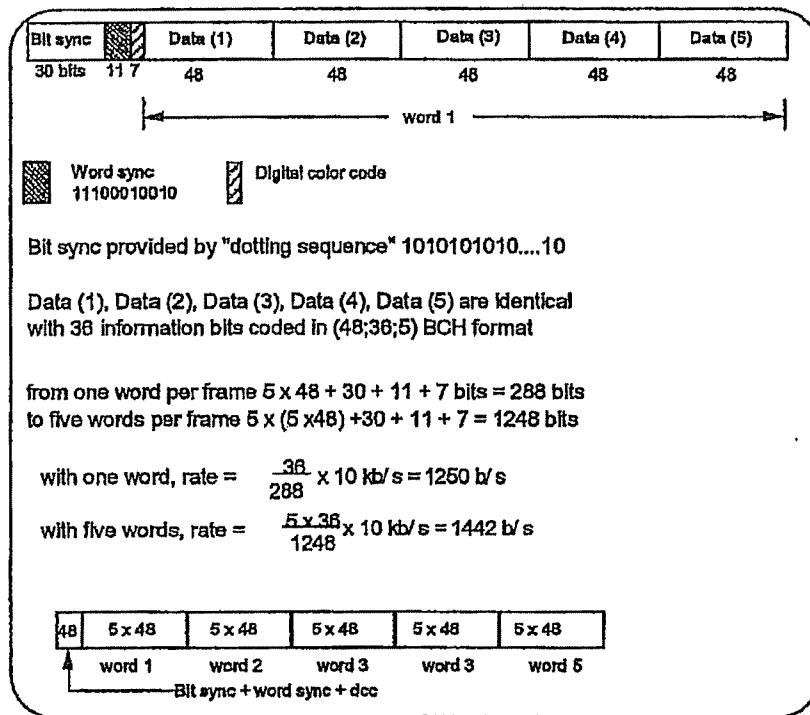 Bit sync Data (1) Data (2) Data (3) Data (4) Data (5)
30 bits 11 7 48 48 48 48 48
word 1
Word sync Digital color code
11100010010
Bit sync provided by "dotting sequence" 1010101010....10
Data (1), Data (2), Data (3), Data (4), Data (5) are identical
with 36 information bits coded in (48;36;5) BCH format
from one word per frame 5 x 48 + 30 + 11 + 7 bits = 288 bits
to five words per frame 5 x (5 x48) +30 + 11 + 7 = 1248 bits
with one word, rate = 36/288 x 10 kb/s = 1250 b/s
with five words, rate = 5 x 36/1248 x 10 kb/s = 1442 b/s
48 5 x 48 5 x 48 5 x 48 5 x 48 5 x 48
word 1 word 2 word 3 word 3 word 5
Bit sync + word sync + dcc